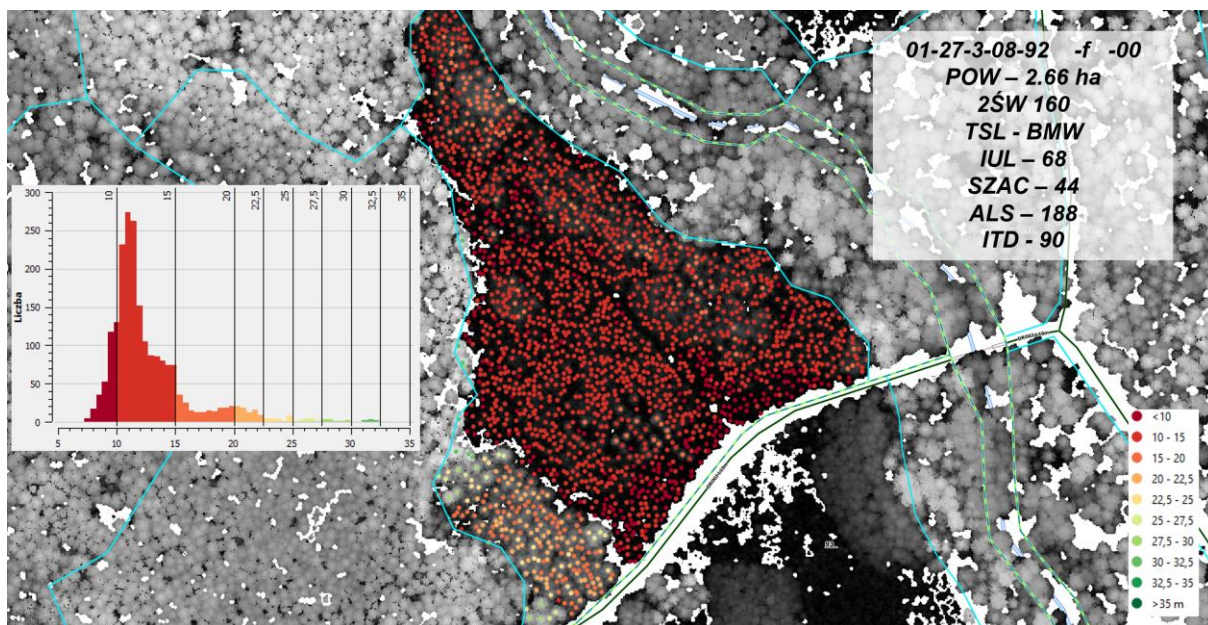 01-27-3-08-92 -f -00
POW – 2.66 ha
2ŚW 160
TSL - BMW
IUL – 68
SZAC – 44
ALS – 188
ITD - 90
10 15 20 22,5 25 27,5 30 32,5 35
300
250
200
150
100
50
0
Liczba
5 10 15 20 25 30 35
<10
10 - 15
15 - 20
20 - 22,5
22,5 - 25
25 - 27,5
27,5 - 30
30 - 32,5
32,5 - 35
>35 m